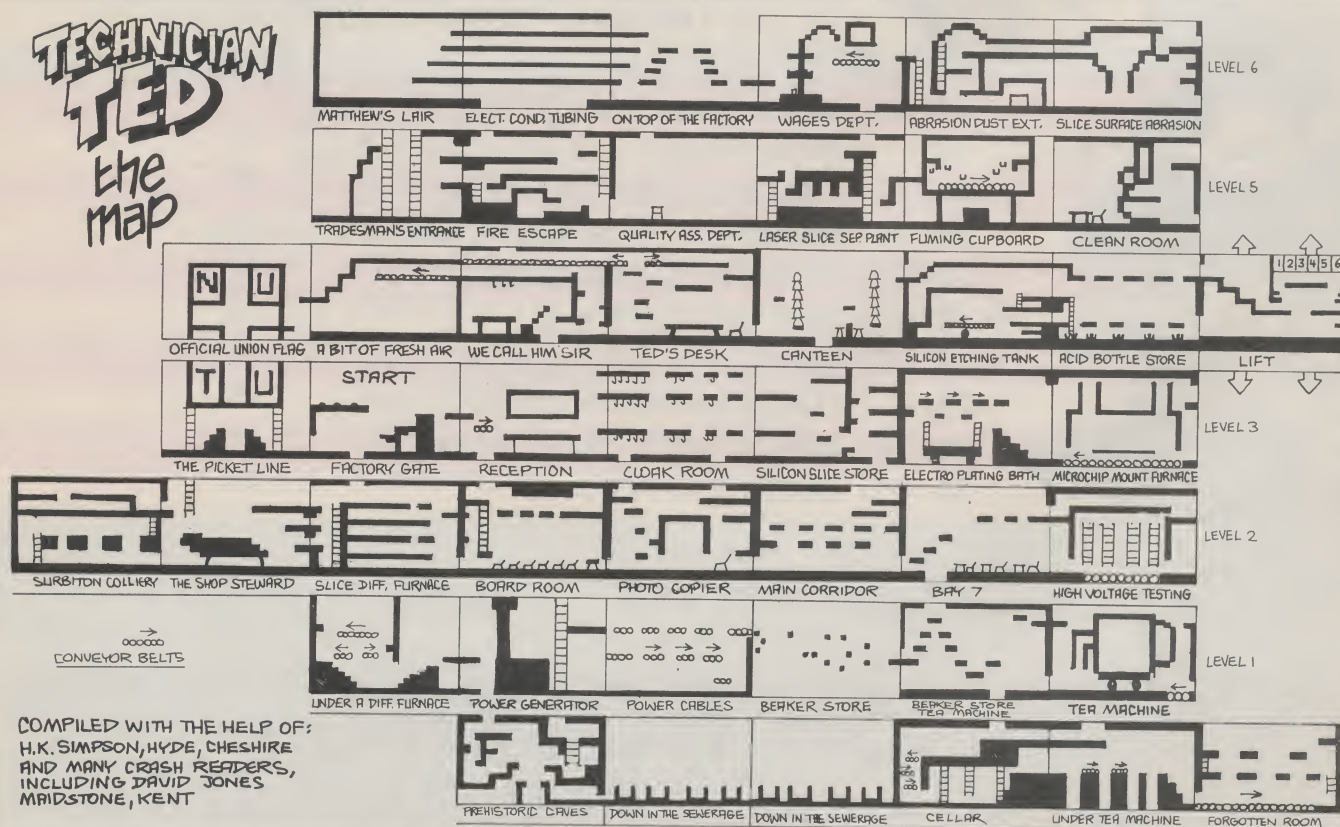 TECHNICIAN
TED
the
map
LEVEL 6
MATTHEW'S LAIR ELECT. COND. TUBING ON TOP OF THE FACTORY WAGES DEPT. ABRASION DUST EXT. SLICE SURFACE ABRASION
LEVEL 5
TRADESMAN'S ENTRANCE FIRE ESCAPE QUALITY ASS. DEPT. LASER SLICE SEP PLANT FUMING CUPBOARD CLEAN ROOM
N U
1 2 3 4 5 6
OFFICIAL UNION FLAG A BIT OF FRESH AIR WE CALL HIM SIR TED'S DESK CANTEEN SILICON ETCHING TANK ACID BOTTLE STORE LIFT
T U START
LEVEL 3
THE PICKET LINE FACTORY GATE RECEPTION CLOAK ROOM SILICON SLICE STORE ELECTRO PLATING BATH MICROCHIP MOUNT FURNACE
LEVEL 2
SURBITON COLLIERY THE SHOP STEWARD SLICE DIFF. FURNACE BOARD ROOM PHOTO COPIER MAIN CORRIDOR BAY 7 HIGH VOLTAGE TESTING
CONVEYOR BELTS
LEVEL 1
UNDER A DIFF. FURNACE POWER GENERATOR POWER CABLES BEAKER STORE BEAKER STORE TEA MACHINE TEA MACHINE
COMPILED WITH THE HELP OF:
H.K. SIMPSON, HYDE, CHESHIRE
AND MANY CRASH READERS,
INCLUDING DAVID JONES
MAIDSTONE, KENT
PREHISTORIC CAVES DOWN IN THE SEWERAGE DOWN IN THE SEWERAGE CELLAR UNDER TEA MACHINE FORGOTTEN ROOM